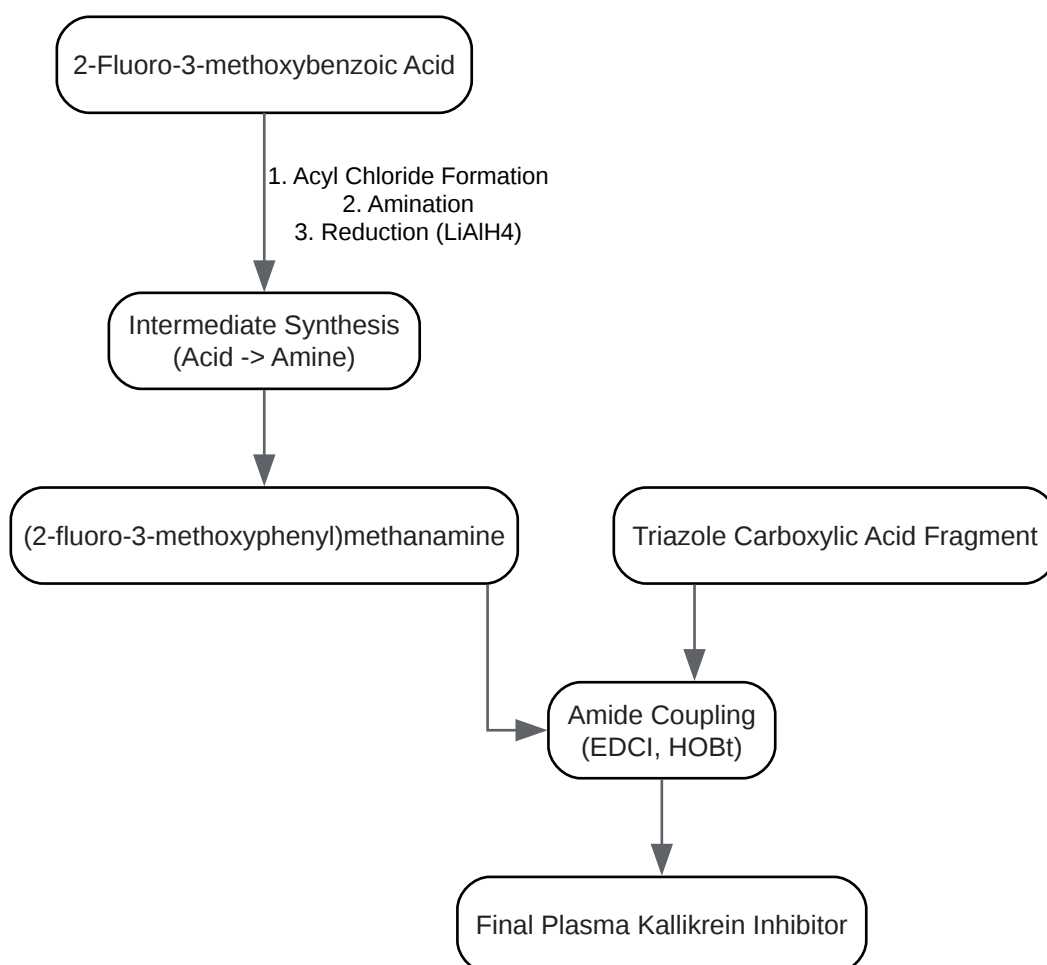 2-Fluoro-3-methoxybenzoic Acid
1. Acyl Chloride Formation
2. Amination
3. Reduction (LiAlH4)
Intermediate Synthesis
(Acid -> Amine)
(2-fluoro-3-methoxyphenyl)methanamine
Triazole Carboxylic Acid Fragment
Amide Coupling
(EDCI, HOBt)
Final Plasma Kallikrein Inhibitor